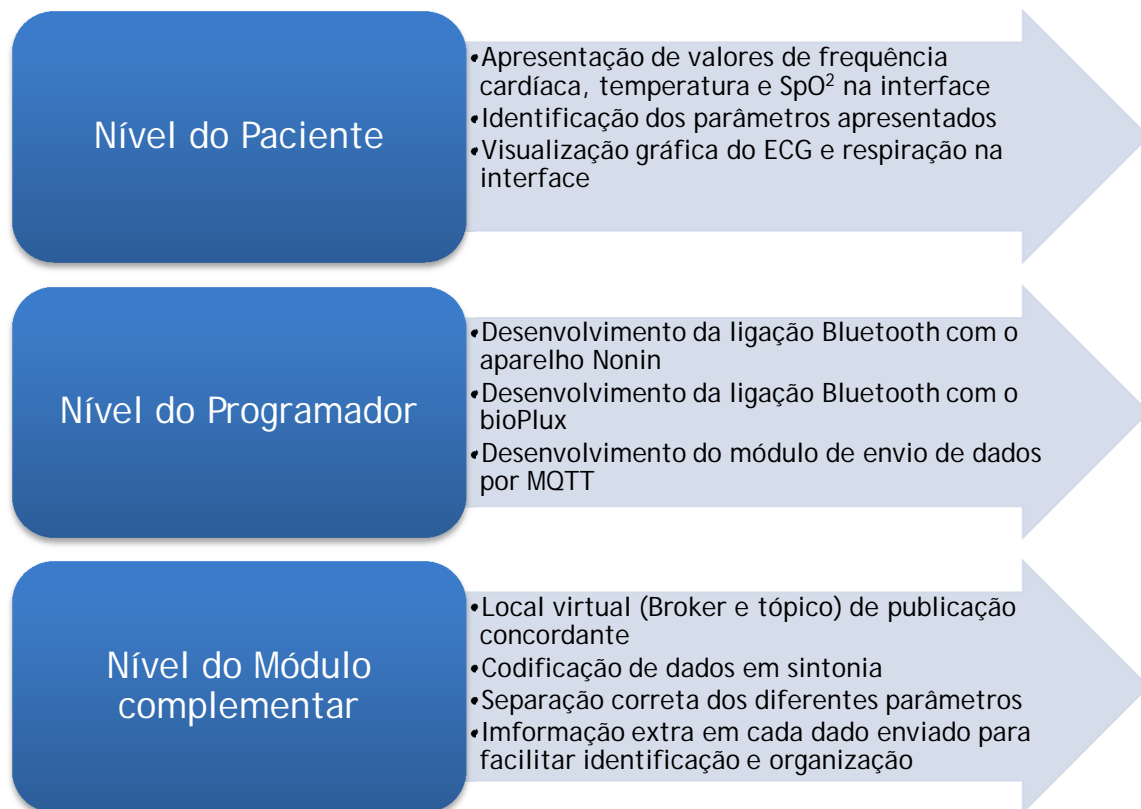 Nível do Paciente
•Apresentação de valores de frequência
cardíaca, temperatura e SpO² na interface
•Identificação dos parâmetros apresentados
•Visualização gráfica do ECG e respiração na
interface
Nível do Programador
•Desenvolvimento da ligação Bluetooth com o
aparelho Nonin
•Desenvolvimento da ligação Bluetooth com o
bioPlux
•Desenvolvimento do módulo de envio de dados
por MQTT
Nível do Módulo
complementar
•Local virtual (Broker e tópico) de publicação
concordante
•Codificação de dados em sintonia
•Separação correta dos diferentes parâmetros
•Imformação extra em cada dado enviado para
facilitar identificação e organização